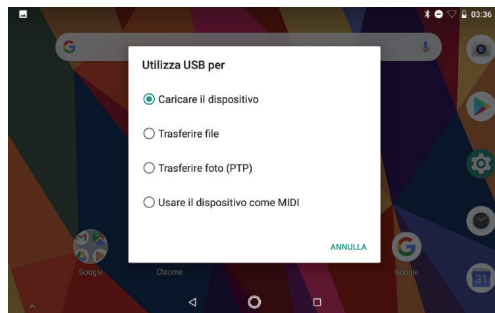 03:36
G
Utilizza USB per
Caricare il dispositivo
Trasferire file
Trasferire foto (PTP)
Usare il dispositivo come MIDI
ANNULLA
G
Google
Chrome
Google
31